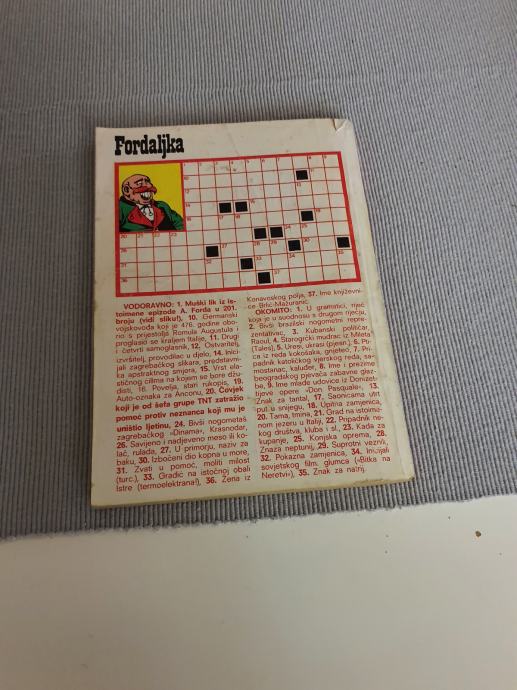 Fordaljka
VODORAVNO: 1. Muški lik iz is-
toimene epizode A. Forda u 201.
broju (vidi sliku!), 10. Germanski
vojskovođa koji je 476. godine obo-
rio s prijestolja Romula Augustula i
proglasio se kraljem Italije, 11. Drugi
i četvrti samoglasnik, 12. Ostvaritelj,
izvršitelj, provodilac u djelo, 14. Inici-
jali zagrebačkog slikara, predstavni-
ka apstraktnog smjera, 15. Vrst ela-
stičnog cilima na kojem se bore džu-
disti, 16. Povelja, stari rukopis, 19.
Auto-oznaka za Anconu, 20. Čovjek
koji je od šefa grupe TNT zatražio
pomoć protiv neznanca koji mu je
uništio ljetinu, 24. Bivši nogometaš
zagrebačkog «Dinama», Krasnodar,
26. Savijeno i nadjeveno meso ili ko-
lač, rulada, 27. U primorju, naziv za
baku, 30. Izbočeni dio kopna u more,
31. Zvati u pomoć, moliti milost
(turc.), 33. Gradić na istočnoj obali
Istre (termoelektrana!), 36. Žena iz
Konavoskog polja, 37. Ime književni-
ce Brlić-Mažuranić.
OKOMITO: 1. U gramatici, riječ
koja je u suodnosu s drugom riječju,
2. Bivši brazilski nogometni repre-
zentativac, 3. Kubanski političar,
Raoul, 4. Starogrčki mudrac iz Mileta
(Tales), 5. Uresi, ukrasi (pjesn.), 6. Pti-
ca iz reda kokošaka, gnjeteo, 7. Pri-
padnik katoličkog vjerskog reda, sa-
mostanac, kaluđer, 8. Ime i prezime
beogradskog pjevača zabavne glaz-
be, 9. Ime mlade udovice iz Donizet-
tijeve opere «Don Pasquale», 13.
Znak za tantal, 17. Saonicama utrt
put u snijegu, 18. Upitna zamjenica,
20. Tama, tmina, 21. Grad na istoime-
nom jezeru u Italiji, 22. Pripadnik ne-
kog društva, kluba i sl., 23. Kada za
kupanje, 25. Konjska oprema, 28.
Znaza neptunij, 29. Suprotni veznik,
32. Pokazna zamjenica, 34. Inicijali
sovjetskog film. glumca («Bitka na
Neretvi»), 35. Znak za natrij.